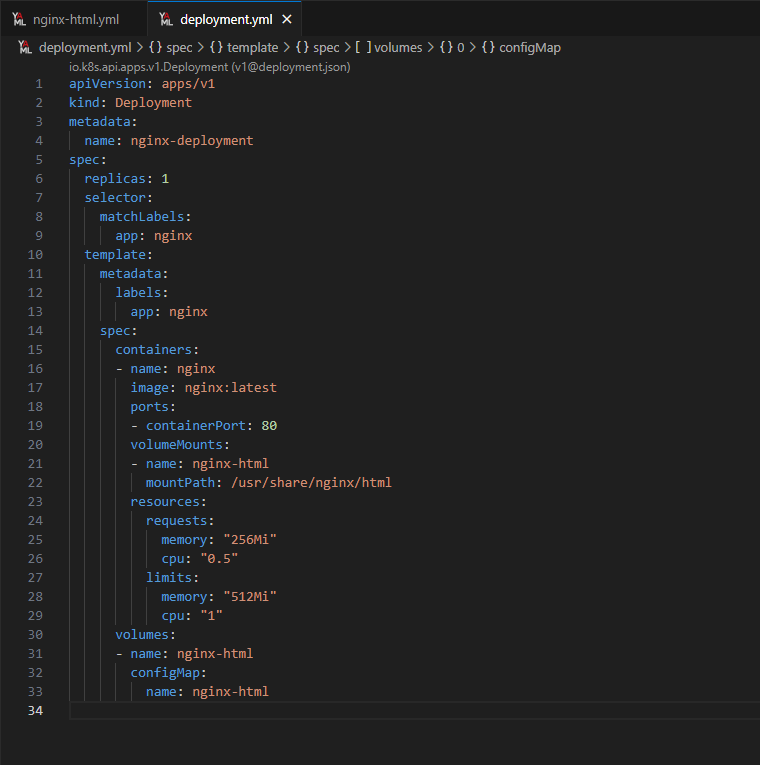 nginx-html.yml deployment.yml ×
deployment.yml > {} spec > {} template > {} spec > [ ] volumes > {} 0 > {} configMap
io.k8s.api.apps.v1.Deployment (v1@deployment.json)
1 apiVersion: apps/v1
2 kind: Deployment
3 metadata:
4   name: nginx-deployment
5 spec:
6   replicas: 1
7   selector:
8     matchLabels:
9       app: nginx
10   template:
11     metadata:
12       labels:
13         app: nginx
14     spec:
15       containers:
16       - name: nginx
17         image: nginx:latest
18         ports:
19         - containerPort: 80
20         volumeMounts:
21         - name: nginx-html
22           mountPath: /usr/share/nginx/html
23         resources:
24           requests:
25             memory: "256Mi"
26             cpu: "0.5"
27           limits:
28             memory: "512Mi"
29             cpu: "1"
30       volumes:
31       - name: nginx-html
32         configMap:
33           name: nginx-html
34